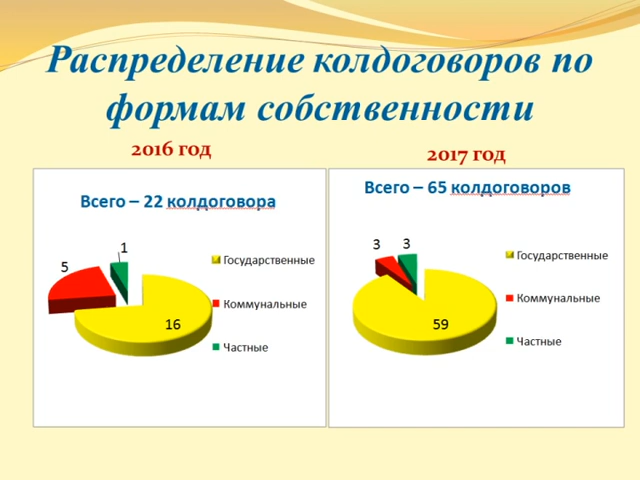 Распределение колдоговоров по
формам собственности
2016 год
2017 год
Всего – 22 колдоговора
1
5
16
Государственные
Коммунальные
Частные
Всего – 65 колдоговоров
3
3
59
Государственные
Коммунальные
Частные